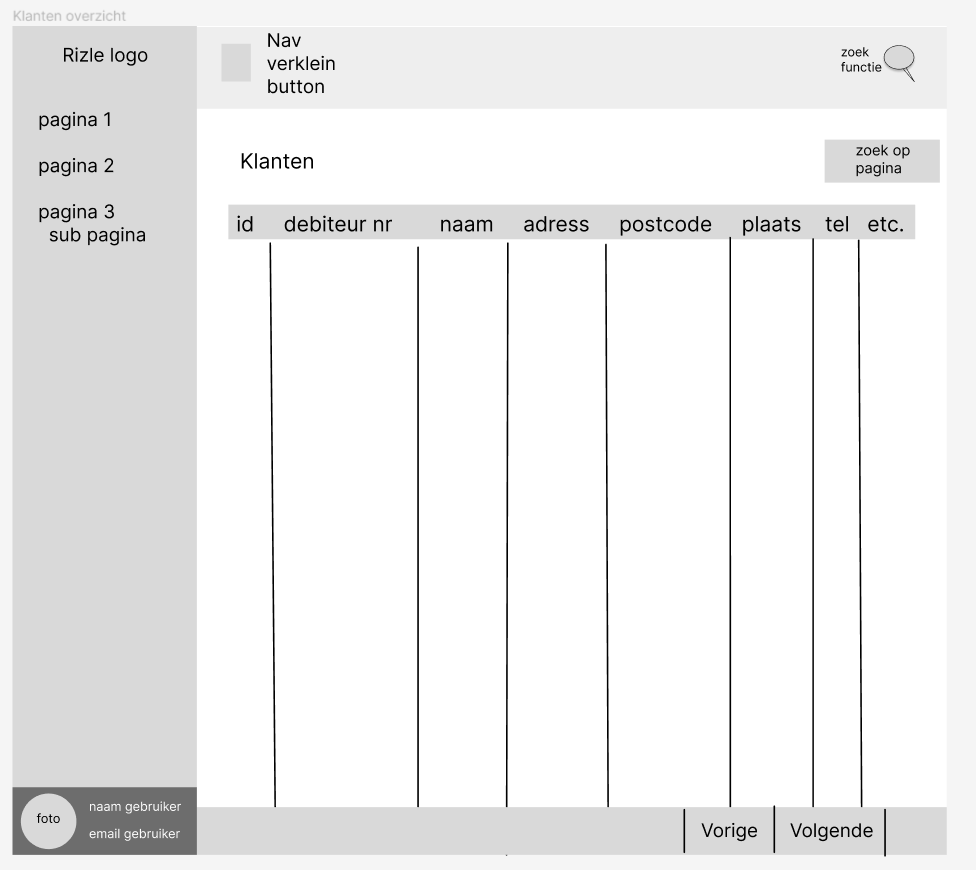 Klanten overzicht
Rizle logo
pagina 1
pagina 2
pagina 3
sub pagina
Nav
verklein
button
zoek
functie
Klanten
zoek op
pagina
id debiteur nr naam adress postcode plaats tel etc.
foto
naam gebruiker
email gebruiker
Vorige Volgende